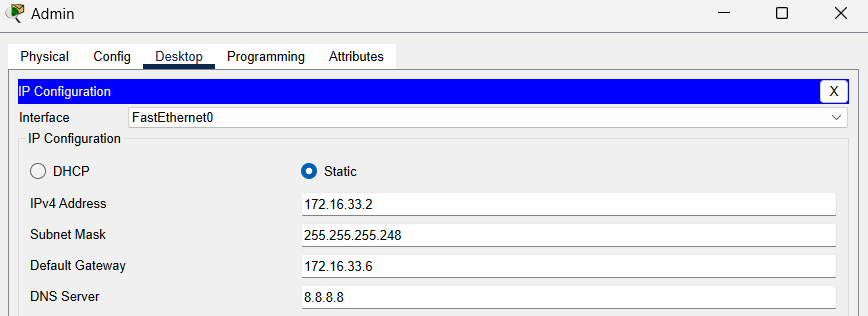 Admin
Physical Config Desktop Programming Attributes
IP Configuration X
Interface FastEthernet0
IP Configuration
DHCP Static
IPv4 Address 172.16.33.2
Subnet Mask 255.255.255.248
Default Gateway 172.16.33.6
DNS Server 8.8.8.8